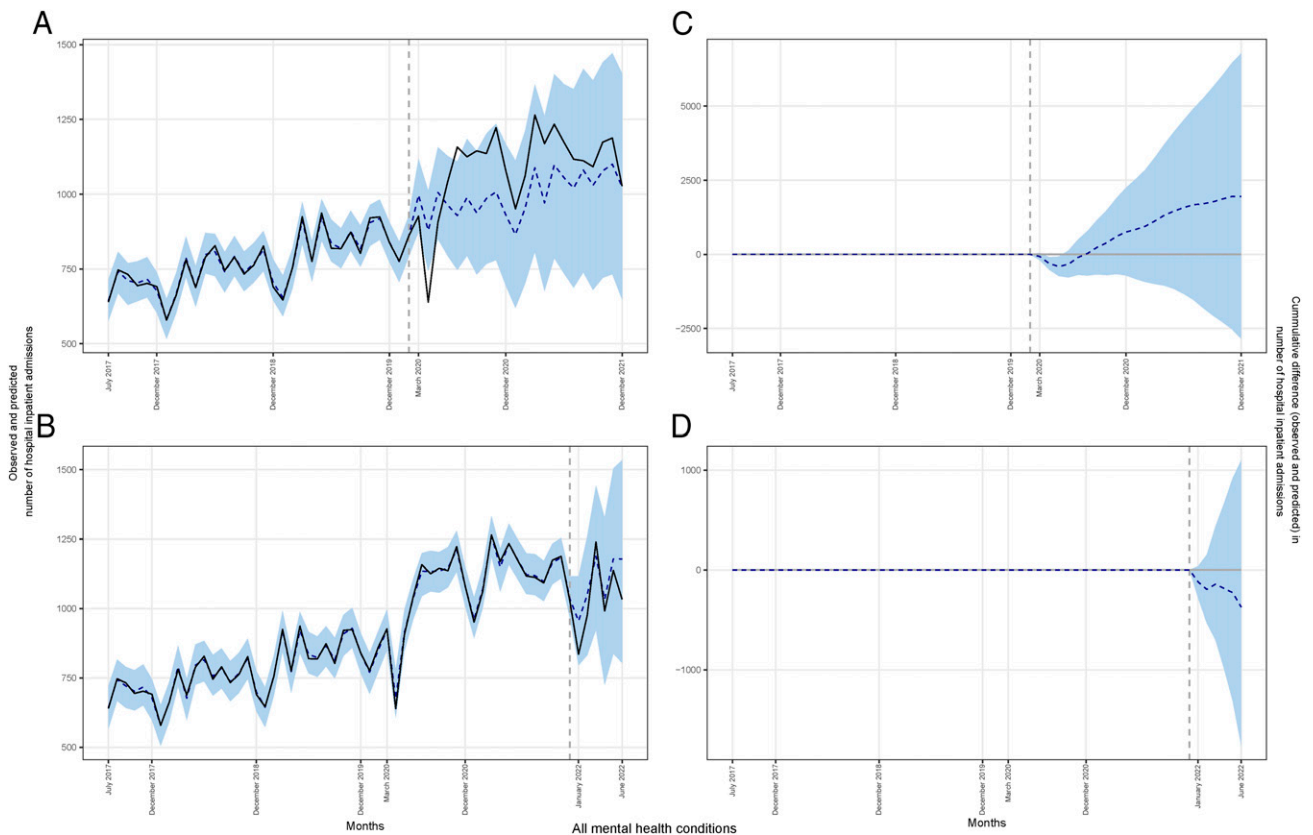 A
C
1500
1250
1000
750
500
5000
2500
0
−2500
July 2017
December 2017
December 2018
December 2019
March 2020
December 2020
December 2021
July 2017
December 2017
December 2018
December 2019
March 2020
December 2020
December 2021
Observed and predicted
number of hospital inpatient admissions
Cummulative difference (observed and predicted) in
number of hospital inpatient admissions
B
D
1500
1250
1000
750
500
1000
0
−1000
July 2017
December 2017
December 2018
December 2019
March 2020
December 2020
January 2022
June 2022
July 2017
December 2017
December 2018
December 2019
March 2020
December 2020
January 2022
June 2022
Months
All mental health conditions
Months